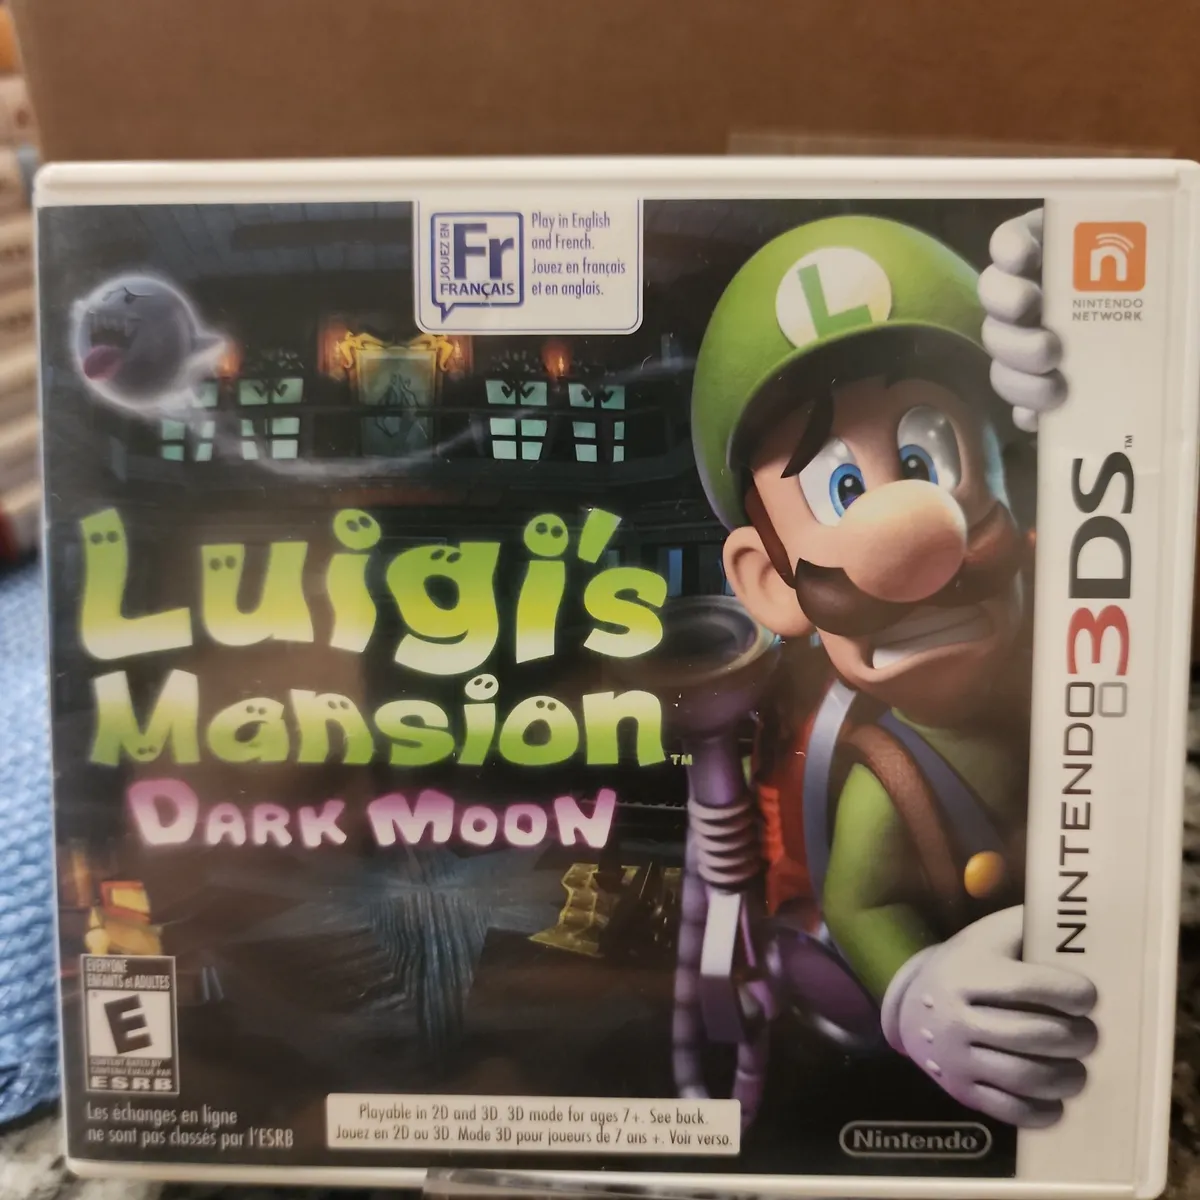 JOUEZ EN
Fr
FRANÇAIS
Play in English
and French.
Jouez en français
et en anglais.
L
NINTENDO
NETWORK
NINTENDO 3DS™
Luigi's
Mansion™
DARK MOON
EVERYONE
ENFANTS et ADULTES
E
CONTENT RATED BY
CONTENU ÉVALUÉ PAR
ESRB
Les échanges en ligne
ne sont pas classés par l'ESRB
Playable in 2D and 3D. 3D mode for ages 7+. See back.
Jouez en 2D ou 3D. Mode 3D pour joueurs de 7 ans +. Voir verso.
Nintendo